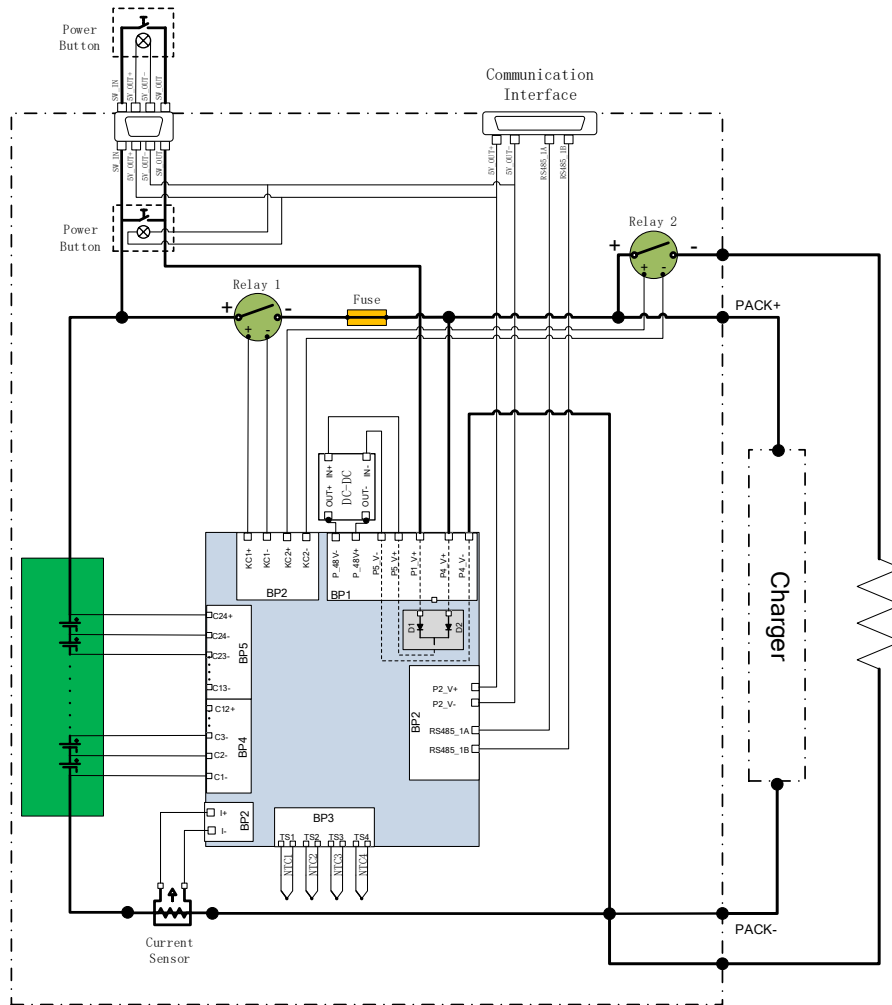 Power
Button
SW_IN
5V_OUT+
5V_OUT-
SW_OUT
Communication
Interface
SW_IN
5V_OUT+
5V_OUT-
SW_OUT
5V_OUT+
5V_OUT-
RS485_1A
RS485_1B
Power
Button
Relay 2
+
-
+
-
Relay 1
+
-
+
-
Fuse
PACK+
IN+
IN-
DC-DC
OUT+
OUT-
KC1+
KC1-
KC2+
KC2-
BP2
P_48V-
P_48V+
P5_V-
P5_V+
P1_V+
P4_V+
P4_V-
BP1
D1
D2
C24+
C24-
C23-
C13-
BP5
C12+
C3-
C2-
C1-
BP4
P2_V+
P2_V-
RS485_1A
RS485_1B
BP2
Charger
I+
I-
BP2
BP3
TS1
TS2
TS3
TS4
NTC1
NTC2
NTC3
NTC4
Current
Sensor
PACK-